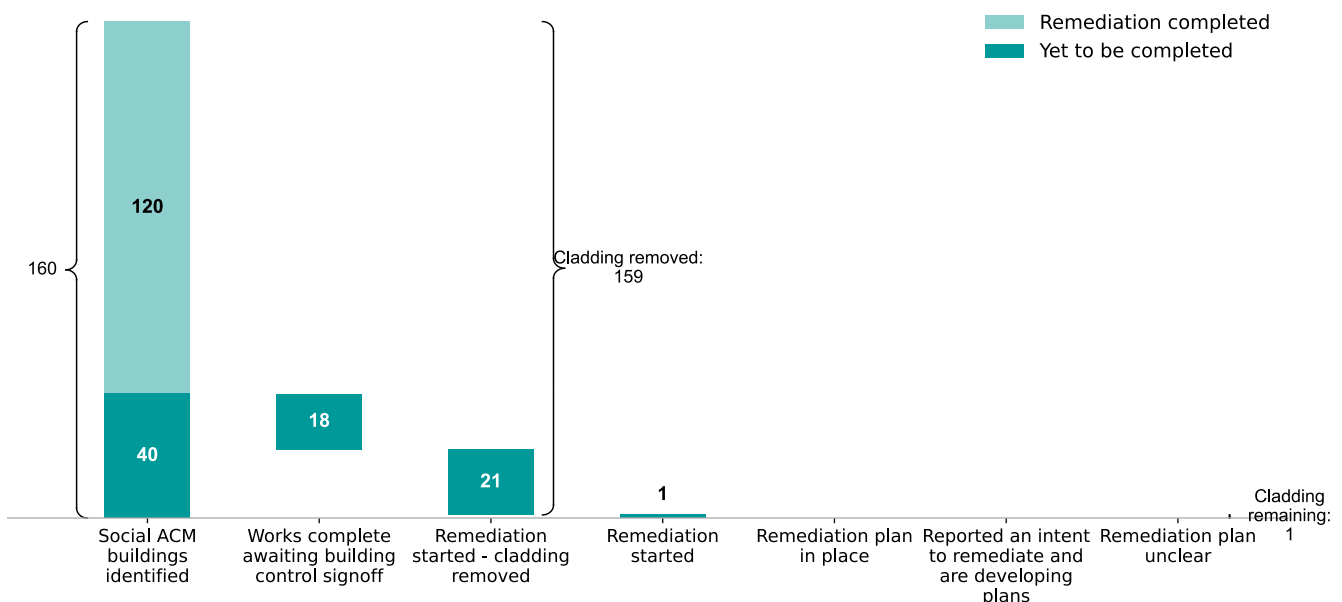 Remediation completed
Yet to be completed
120
160
Cladding removed:
159
40
18
21
1
Cladding
remaining:
1
Social ACM
buildings
identified
Works complete
awaiting building
control signoff
Remediation
started - cladding
removed
Remediation
started
Remediation plan
in place
Reported an intent
to remediate and
are developing
plans
Remediation plan
unclear